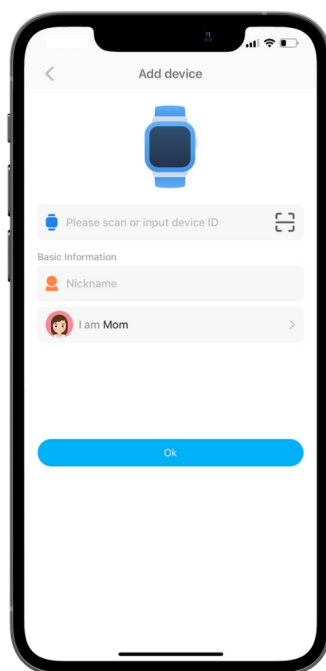 Add device
Please scan or input device ID
Basic Information
Nickname
I am Mom
Ok